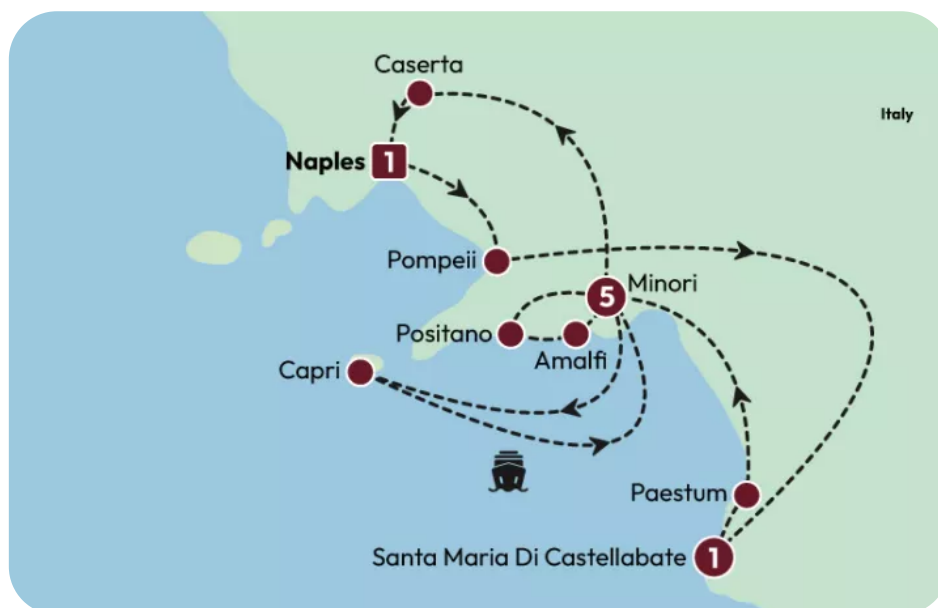 Caserta
Italy
Naples 1
Pompeii
5 Minori
Positano
Amalfi
Capri
Paestum
Santa Maria Di Castellabate 1